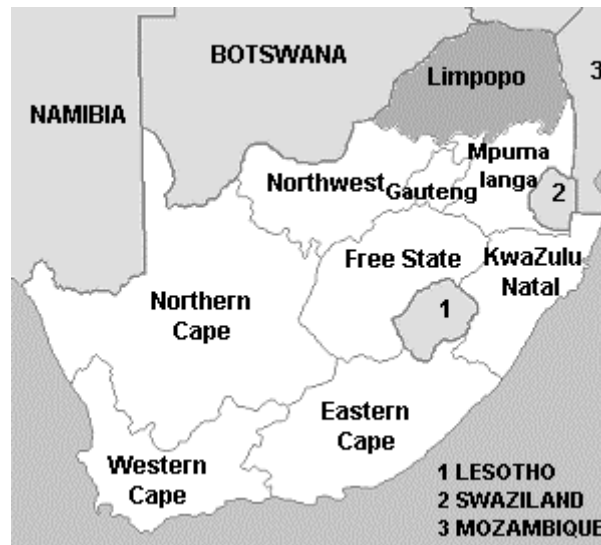 BOTSWANA
Limpopo
3
NAMIBIA
Mpuma
langa
Northwest
Gauteng
2
Free State
KwaZulu
Natal
Northern
Cape
1
Eastern
Cape
Western
Cape
1 LESOTHO
2 SWAZILAND
3 MOZAMBIQUE